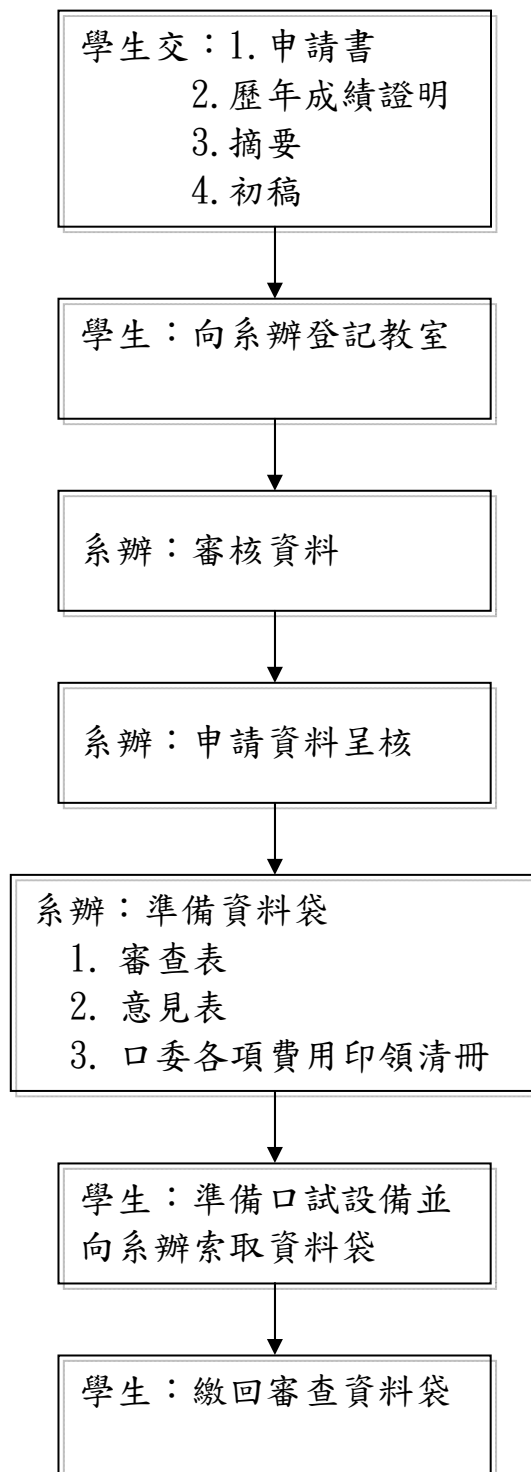 學生交：1.申請書
2.歷年成績證明
3.摘要
4.初稿
學生：向系辦登記教室
系辦：審核資料
系辦：申請資料呈核
系辦：準備資料袋
1. 審查表
2. 意見表
3. 口委各項費用印領清冊
學生：準備口試設備並
向系辦索取資料袋
學生：繳回審查資料袋